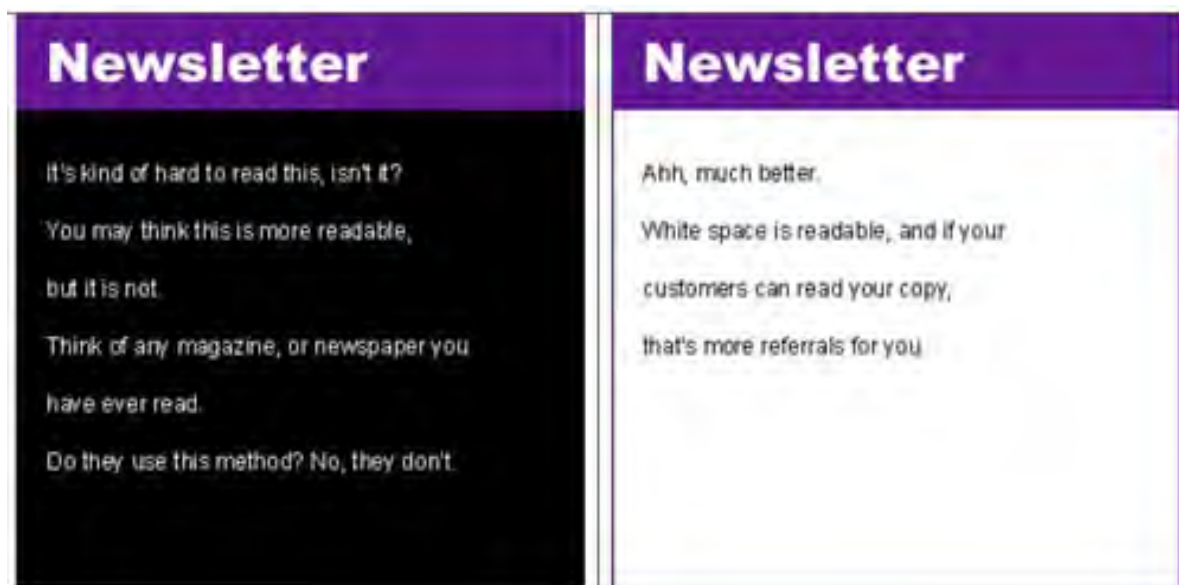 Newsletter
It's kind of hard to read this, isn't it?
You may think this is more readable,
but it is not.
Think of any magazine, or newspaper you
have ever read.
Do they use this method? No, they don't.
Newsletter
Ahh, much better.
White space is readable, and if your
customers can read your copy,
that's more referrals for you